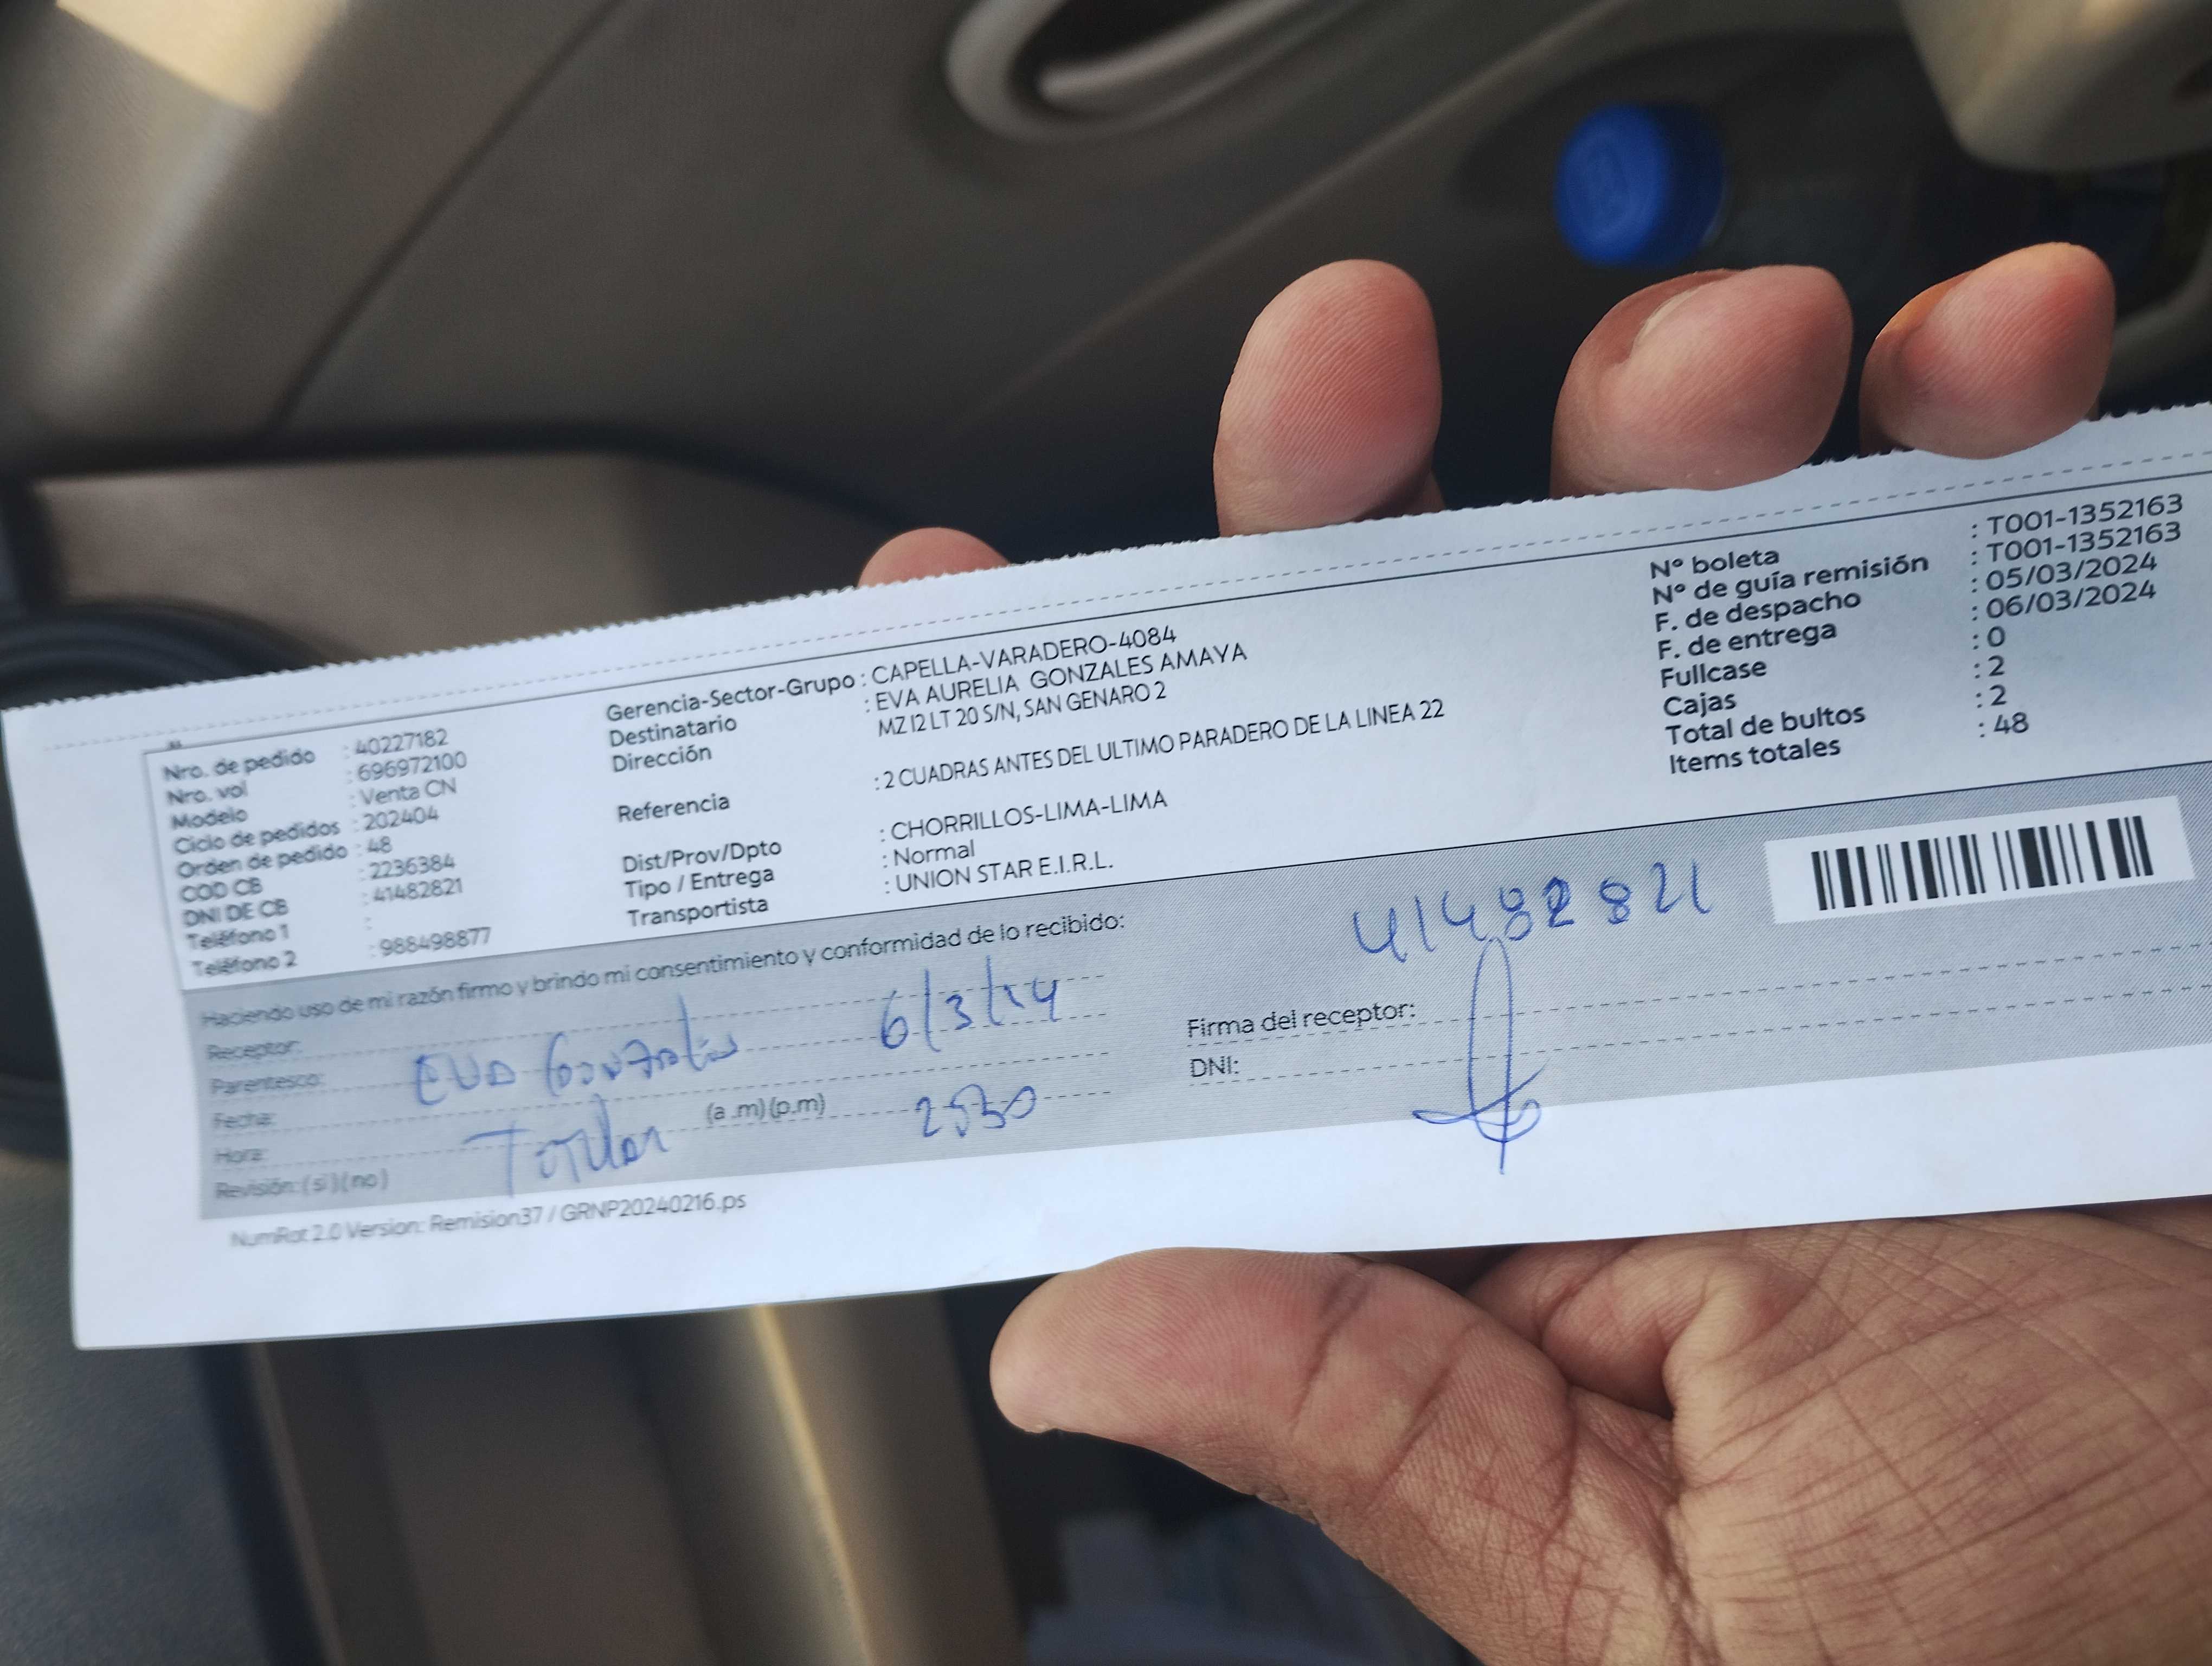 Nro. de pedido : 40227182
Nro. vol : 696972100
Modelo : Venta CN
Ciclo de pedidos : 202404
Orden de pedido : 48
COD CB : 2236384
DNI DE CB : 41482821
Teléfono 1 :
Teléfono 2 : 988498877
Gerencia-Sector-Grupo : CAPELLA-VARADERO-4084
Destinatario : EVA AURELIA GONZALES AMAYA
Dirección MZ I2 LT 20 S/N, SAN GENARO 2
Referencia : 2 CUADRAS ANTES DEL ULTIMO PARADERO DE LA LINEA 22
Dist/Prov/Dpto : CHORRILLOS-LIMA-LIMA
Tipo / Entrega : Normal
Transportista : UNION STAR E.I.R.L.
N° boleta : T001-1352163
N° de guía remisión : T001-1352163
F. de despacho : 05/03/2024
F. de entrega : 06/03/2024
Fullcase : 0
Cajas : 2
Total de bultos : 2
Items totales : 48
Haciendo uso de mi razón firmo y brindo mi consentimiento y conformidad de lo recibido:
Receptor:
Parentesco: Eva Gonzales 6/3/24
Fecha:
Hora: (a .m) (p.m)
Revisión: ( si ) ( no ) Titular
41482821
Firma del receptor:
DNI:
NumRot 2.0 Version: Remision37 / GRNP20240216.ps